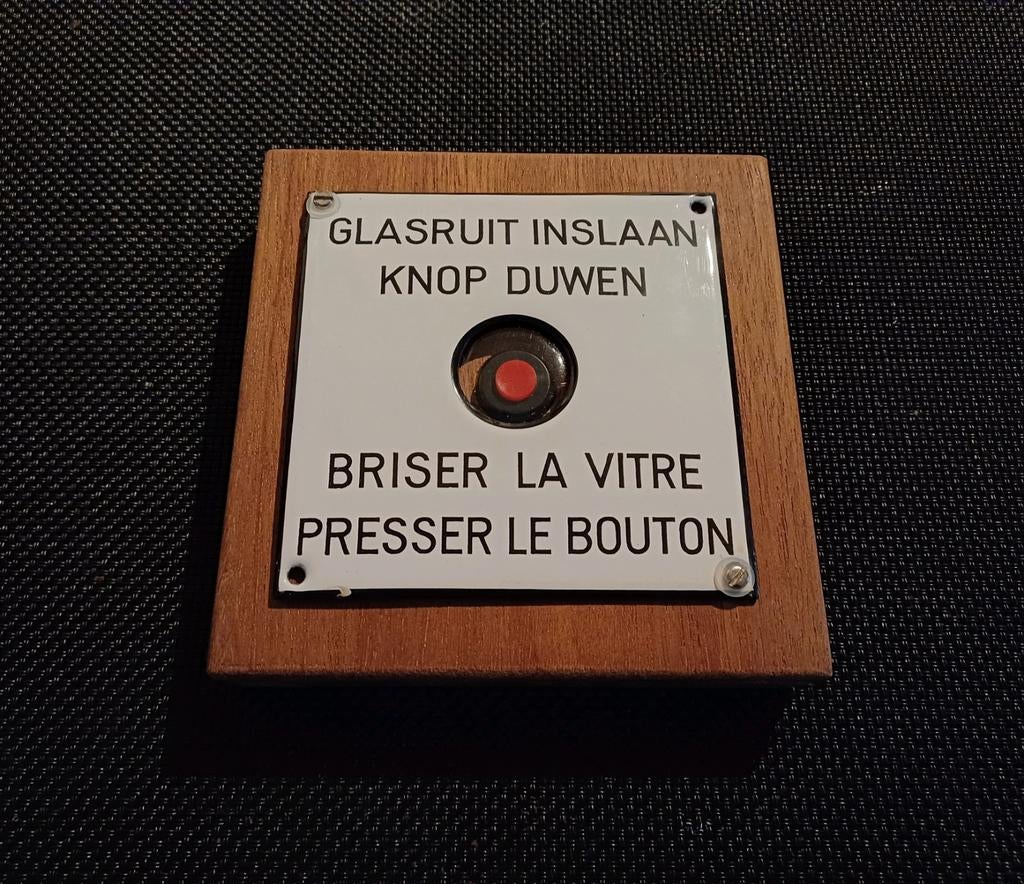 GLASRUIT INSLAAN
KNOP DUWEN
BRISER LA VITRE
PRESSER LE BOUTON